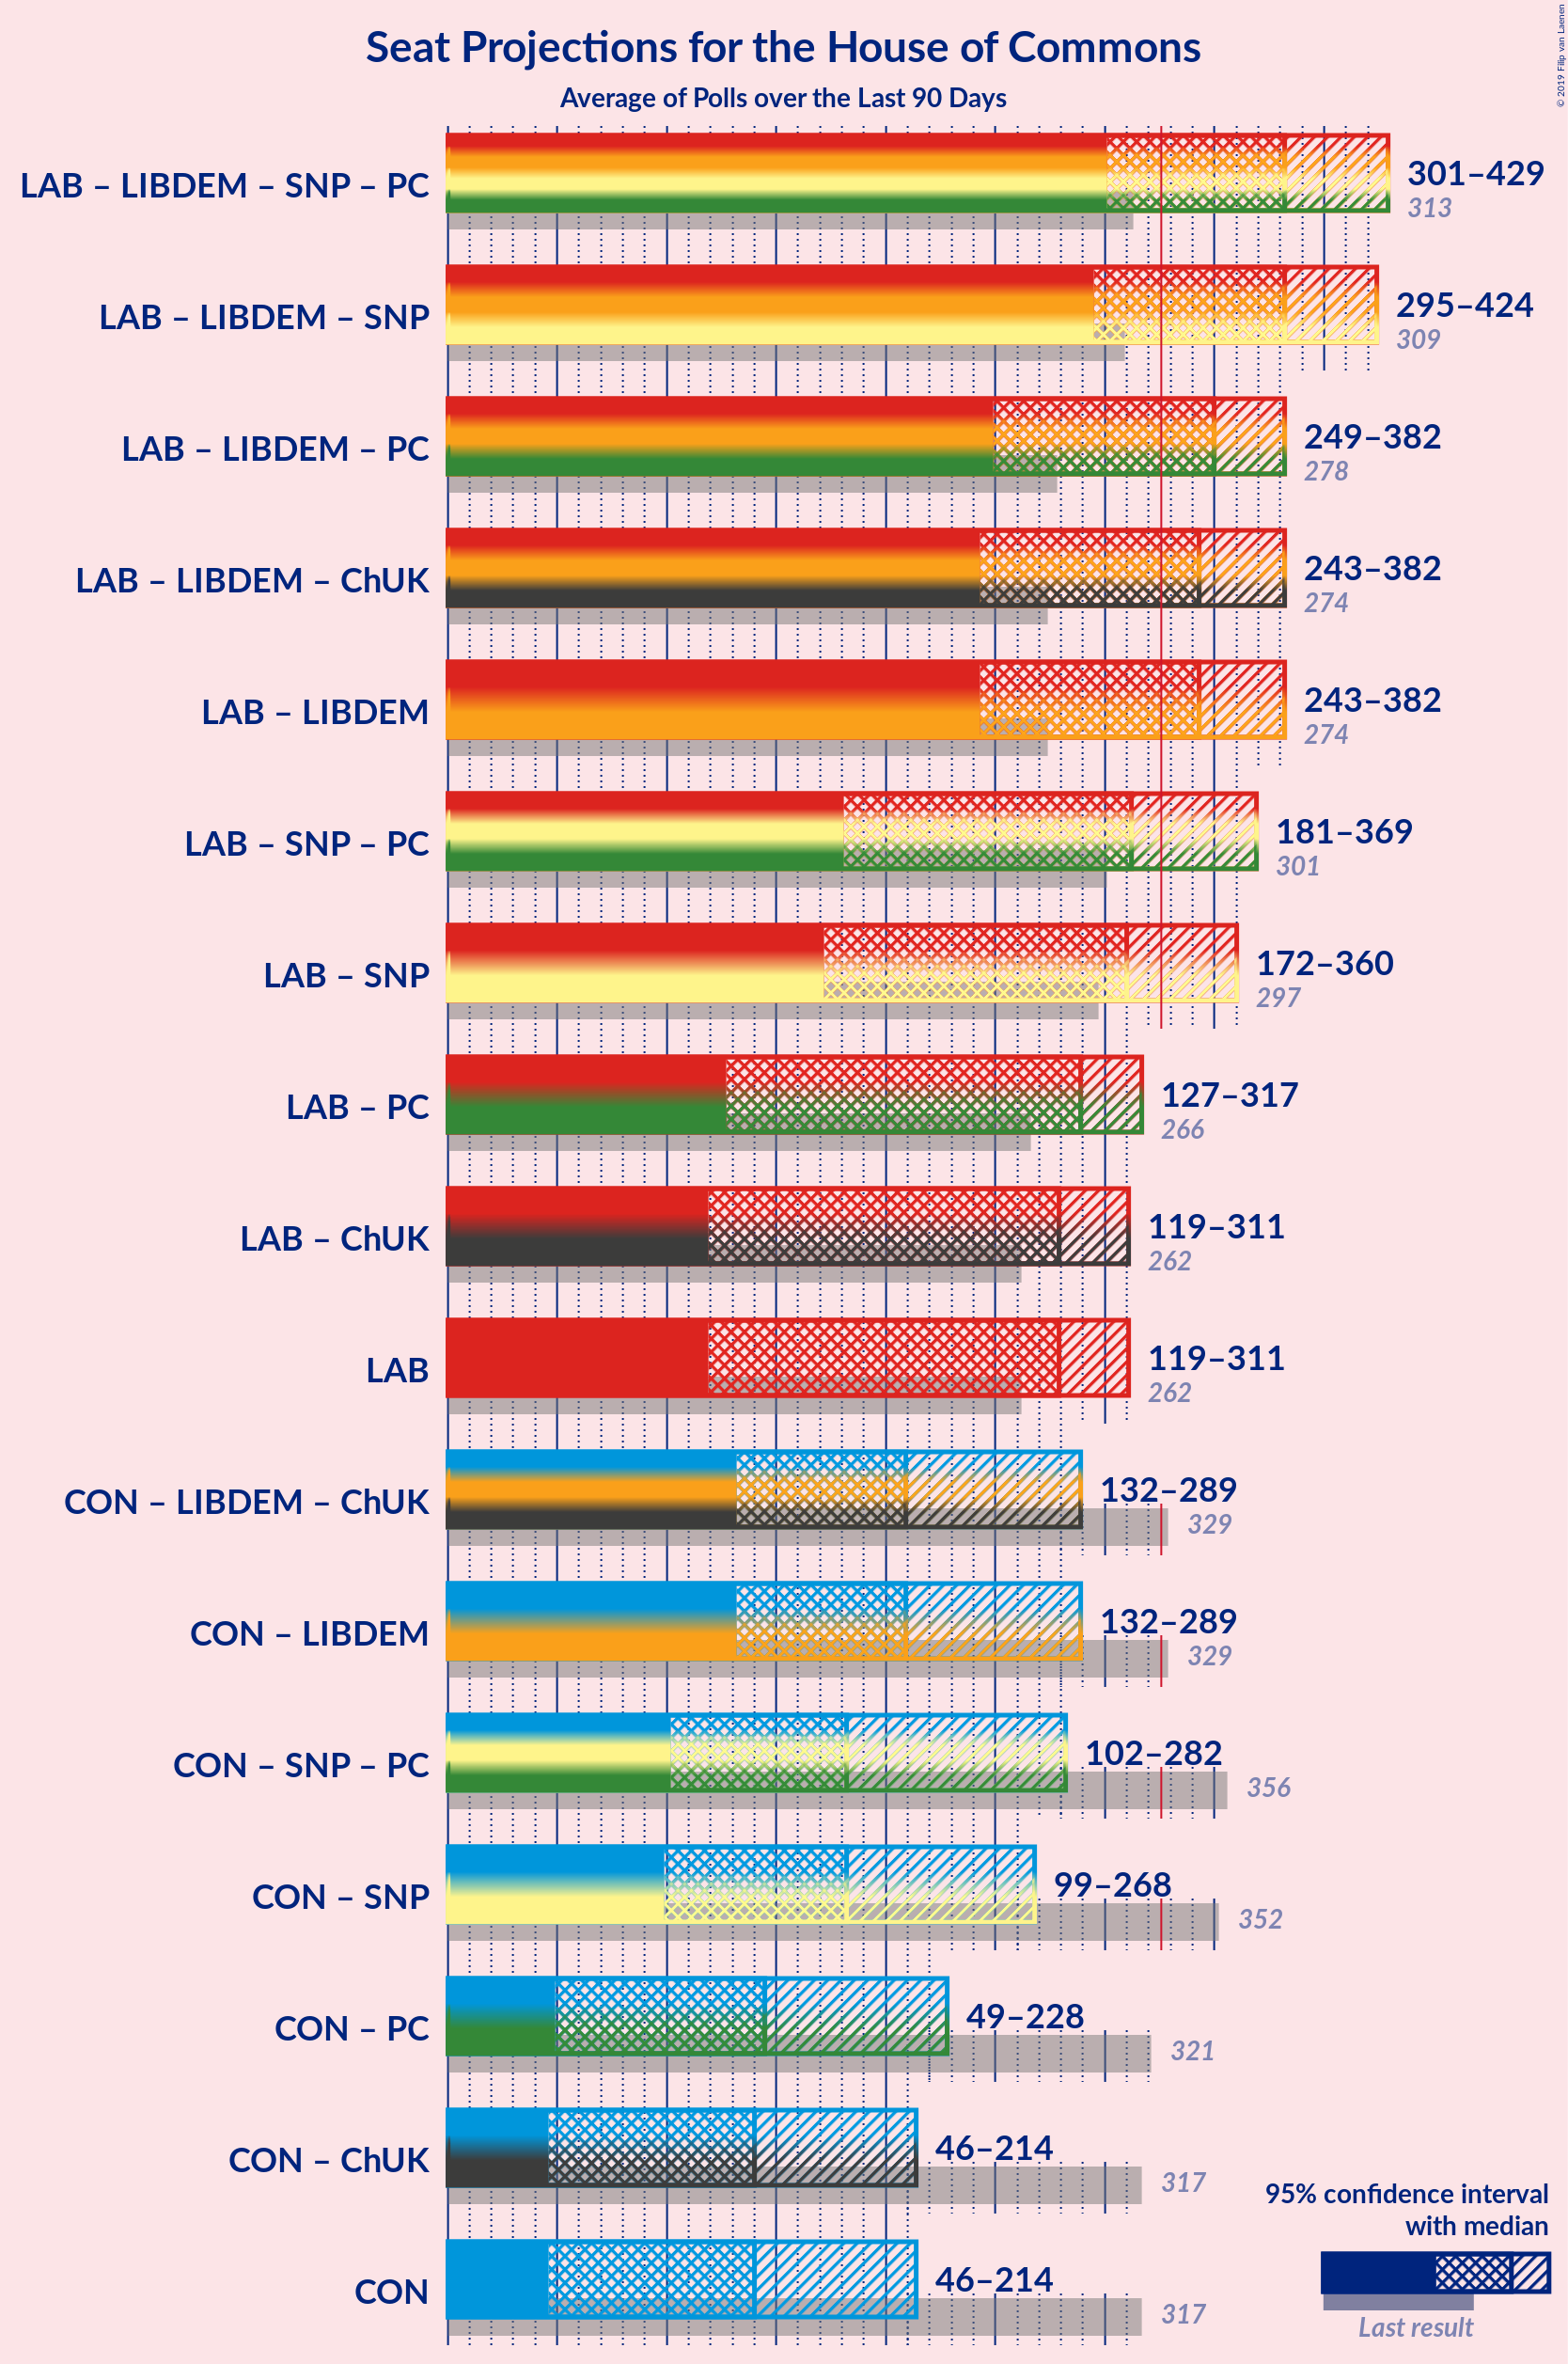 Seat Projections for the House of Commons
Average of Polls over the Last 90 Days
© 2019 Filip van Laenen
LAB – LIBDEM – SNP – PC
301–429
313
LAB – LIBDEM – SNP
295–424
309
LAB – LIBDEM – PC
249–382
278
LAB – LIBDEM – ChUK
243–382
274
LAB – LIBDEM
243–382
274
LAB – SNP – PC
181–369
301
LAB – SNP
172–360
297
LAB – PC
127–317
266
LAB – ChUK
119–311
262
LAB
119–311
262
CON – LIBDEM – ChUK
132–289
329
CON – LIBDEM
132–289
329
CON – SNP – PC
102–282
356
CON – SNP
99–268
352
CON – PC
49–228
321
CON – ChUK
46–214
317
CON
46–214
317
95% confidence interval
with median
Last result